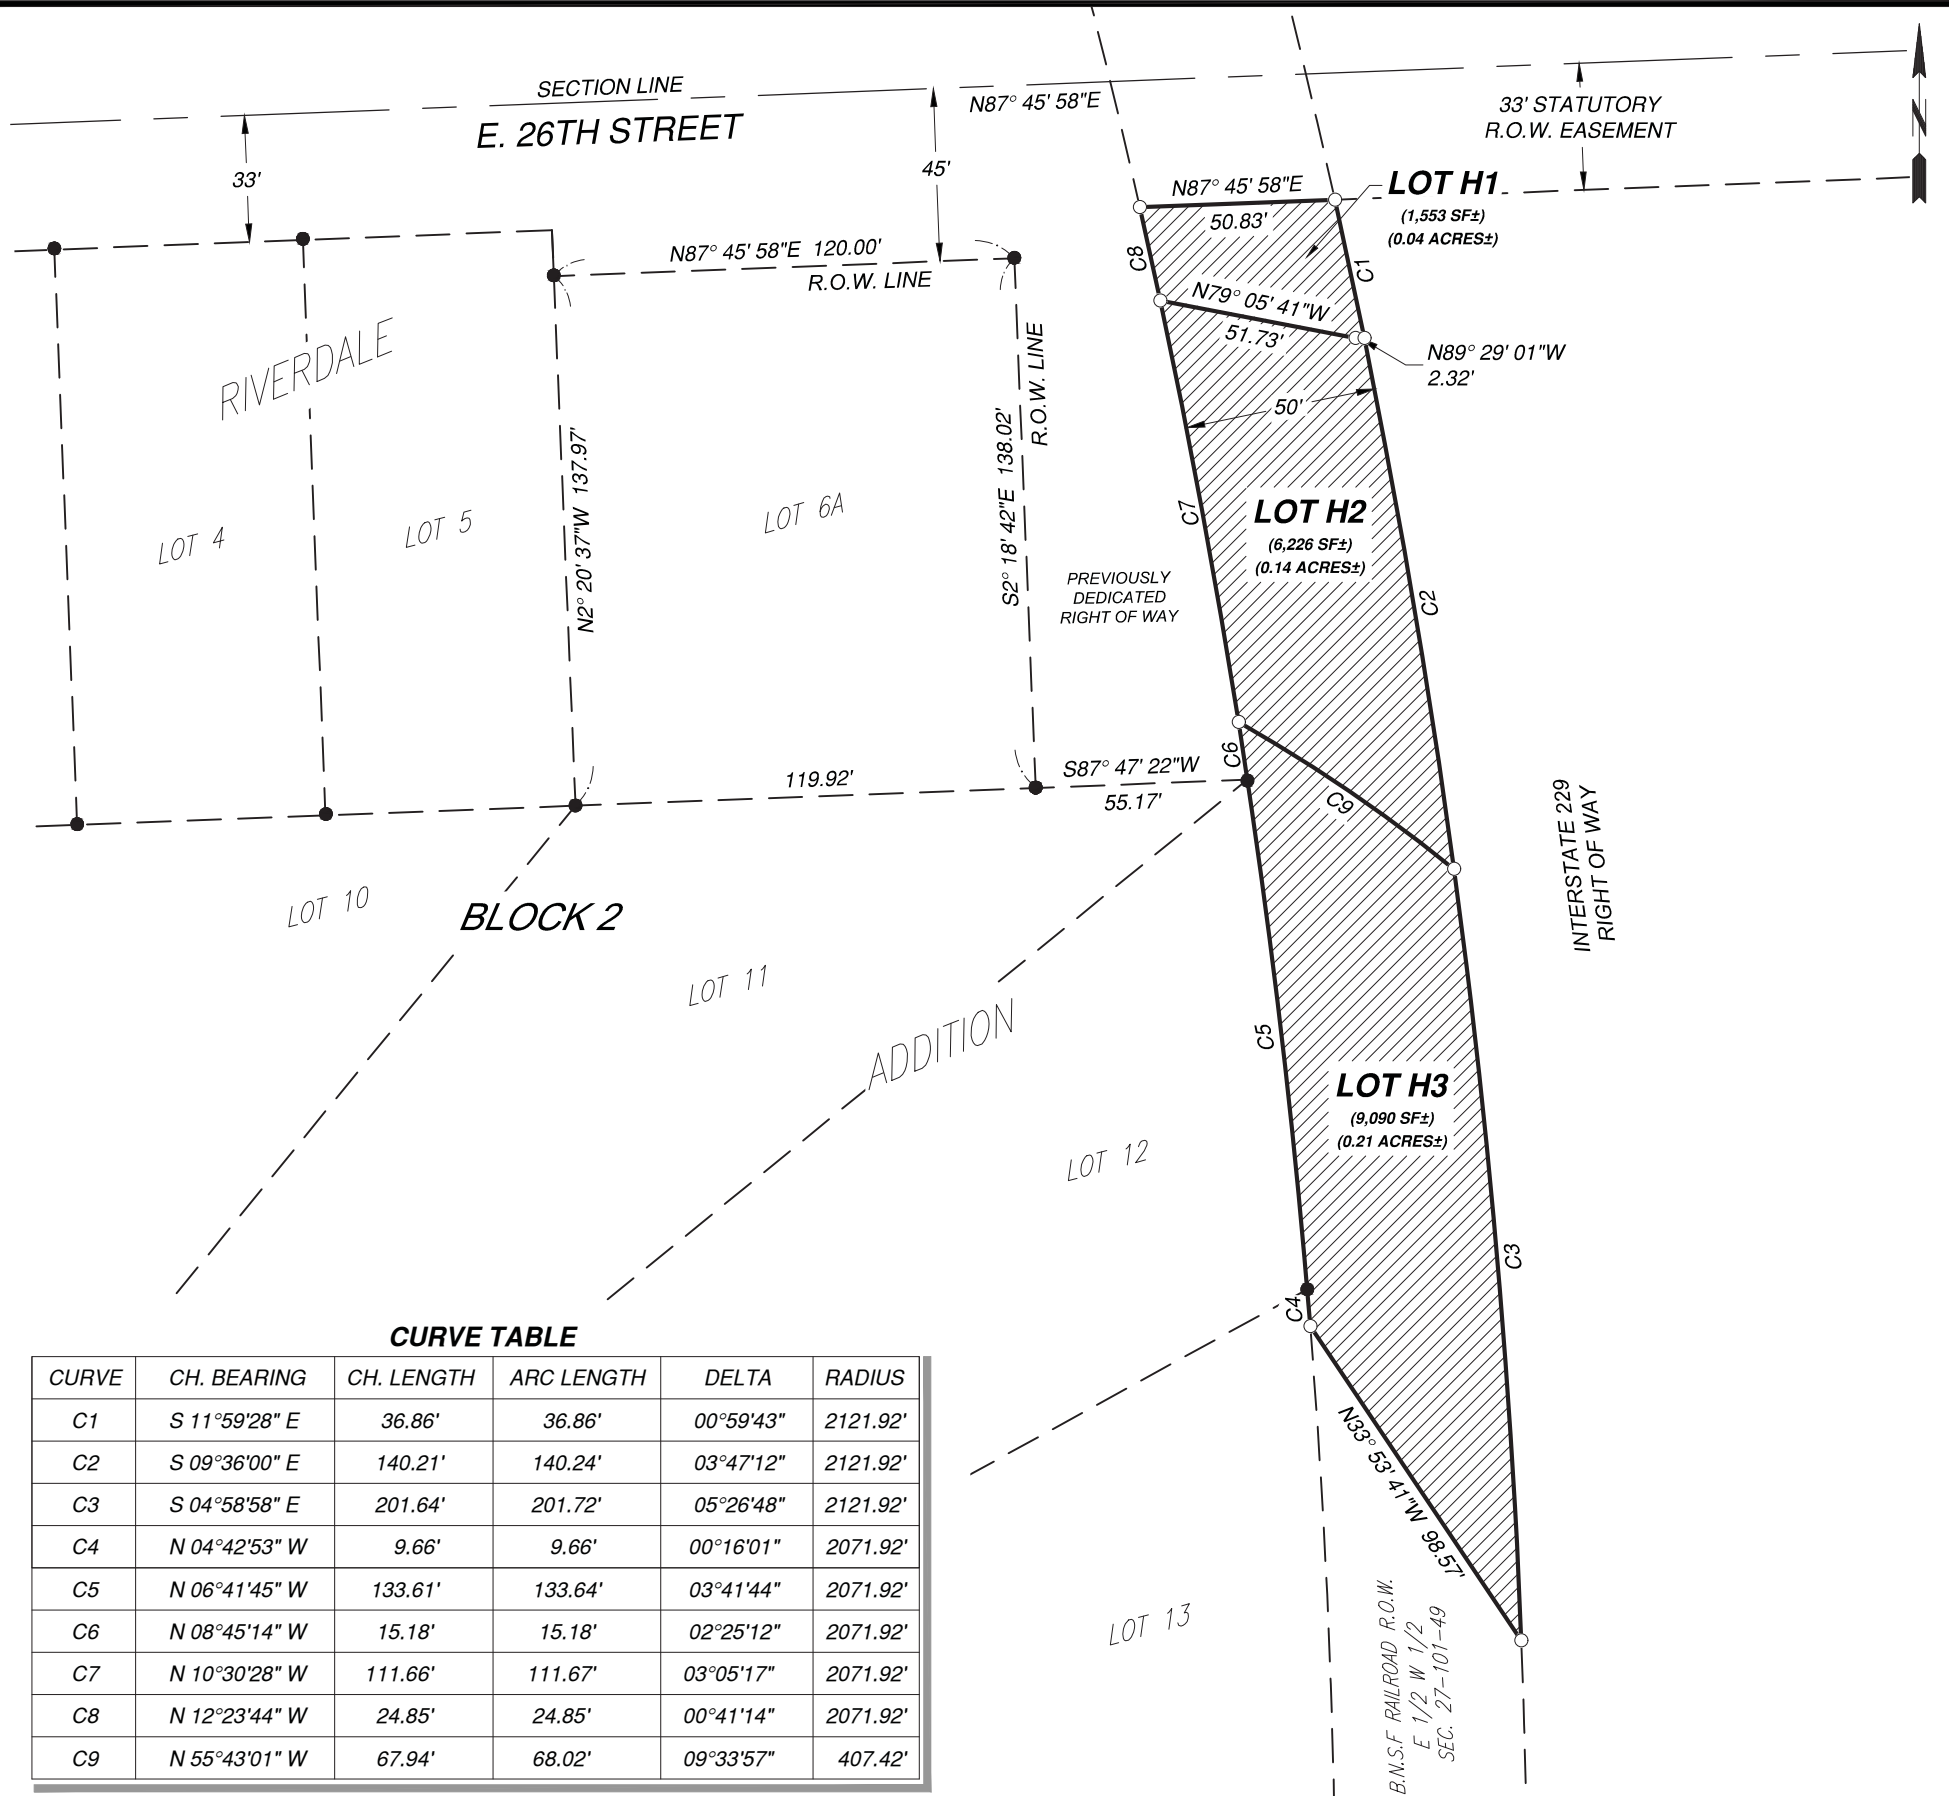 SECTION LINE
E. 26TH STREET
N87° 45' 58"E
33' STATUTORY
R.O.W. EASEMENT
N
33'
45'
N87° 45' 58"E
50.83'
LOT H1
(1,553 SF±)
(0.04 ACRES±)
N87° 45' 58"E 120.00'
R.O.W. LINE
C8
C1
N79° 05' 41"W
51.73'
N89° 29' 01"W
2.32'
RIVERDALE
R.O.W. LINE
50'
N2° 20' 37"W 137.97'
S2° 18' 42"E 138.02'
LOT 4
LOT 5
LOT 6A
C7
LOT H2
(6,226 SF±)
(0.14 ACRES±)
PREVIOUSLY
DEDICATED
RIGHT OF WAY
C2
C6
119.92'
S87° 47' 22"W
55.17'
C9
INTERSTATE 229
RIGHT OF WAY
LOT 10
BLOCK 2
LOT 11
ADDITION
C5
LOT H3
(9,090 SF±)
(0.21 ACRES±)
LOT 12
C3
C4
N33° 53' 41"W 98.57'
LOT 13
B.N.S.F RAILROAD R.O.W.
E 1/2 W 1/2
SEC. 27-101-49
CURVE TABLE
CURVE CH. BEARING CH. LENGTH ARC LENGTH DELTA RADIUS
C1 S 11°59'28" E 36.86' 36.86' 00°59'43" 2121.92'
C2 S 09°36'00" E 140.21' 140.24' 03°47'12" 2121.92'
C3 S 04°58'58" E 201.64' 201.72' 05°26'48" 2121.92'
C4 N 04°42'53" W 9.66' 9.66' 00°16'01" 2071.92'
C5 N 06°41'45" W 133.61' 133.64' 03°41'44" 2071.92'
C6 N 08°45'14" W 15.18' 15.18' 02°25'12" 2071.92'
C7 N 10°30'28" W 111.66' 111.67' 03°05'17" 2071.92'
C8 N 12°23'44" W 24.85' 24.85' 00°41'14" 2071.92'
C9 N 55°43'01" W 67.94' 68.02' 09°33'57" 407.42'